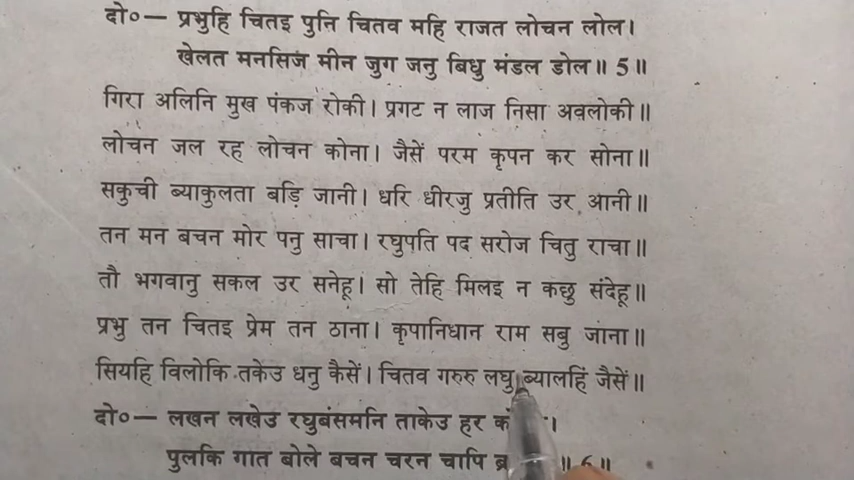 दो०— प्रभुहि चितइ पुनि चितव महि राजत लोचन लोल।
खेलत मनसिज मीन जुग जनु बिधु मंडल डोल॥ 5॥
गिरा अलिनि मुख पंकज रोकी। प्रगट न लाज निसा अवलोकी॥
लोचन जल रह लोचन कोना। जैसें परम कृपन कर सोना॥
सकुची ब्याकुलता बड़ि जानी। धरि धीरजु प्रतीति उर आनी॥
तन मन बचन मोर पनु साचा। रघुपति पद सरोज चितु राचा॥
तौ भगवानु सकल उर सनेहू। सो तेहि मिलइ न कछु संदेहू॥
प्रभु तन चितइ प्रेम तन ठाना। कृपानिधान राम सबु जाना॥
सियहि विलोकि तकेउ धनु कैसें। चितव गरुरु लघु ब्यालहिं जैसें॥
दो०— लखन लखेउ रघुबंसमनि ताकेउ हर
पुलकि गात बोले बचन चरन चापि ॥ 6॥